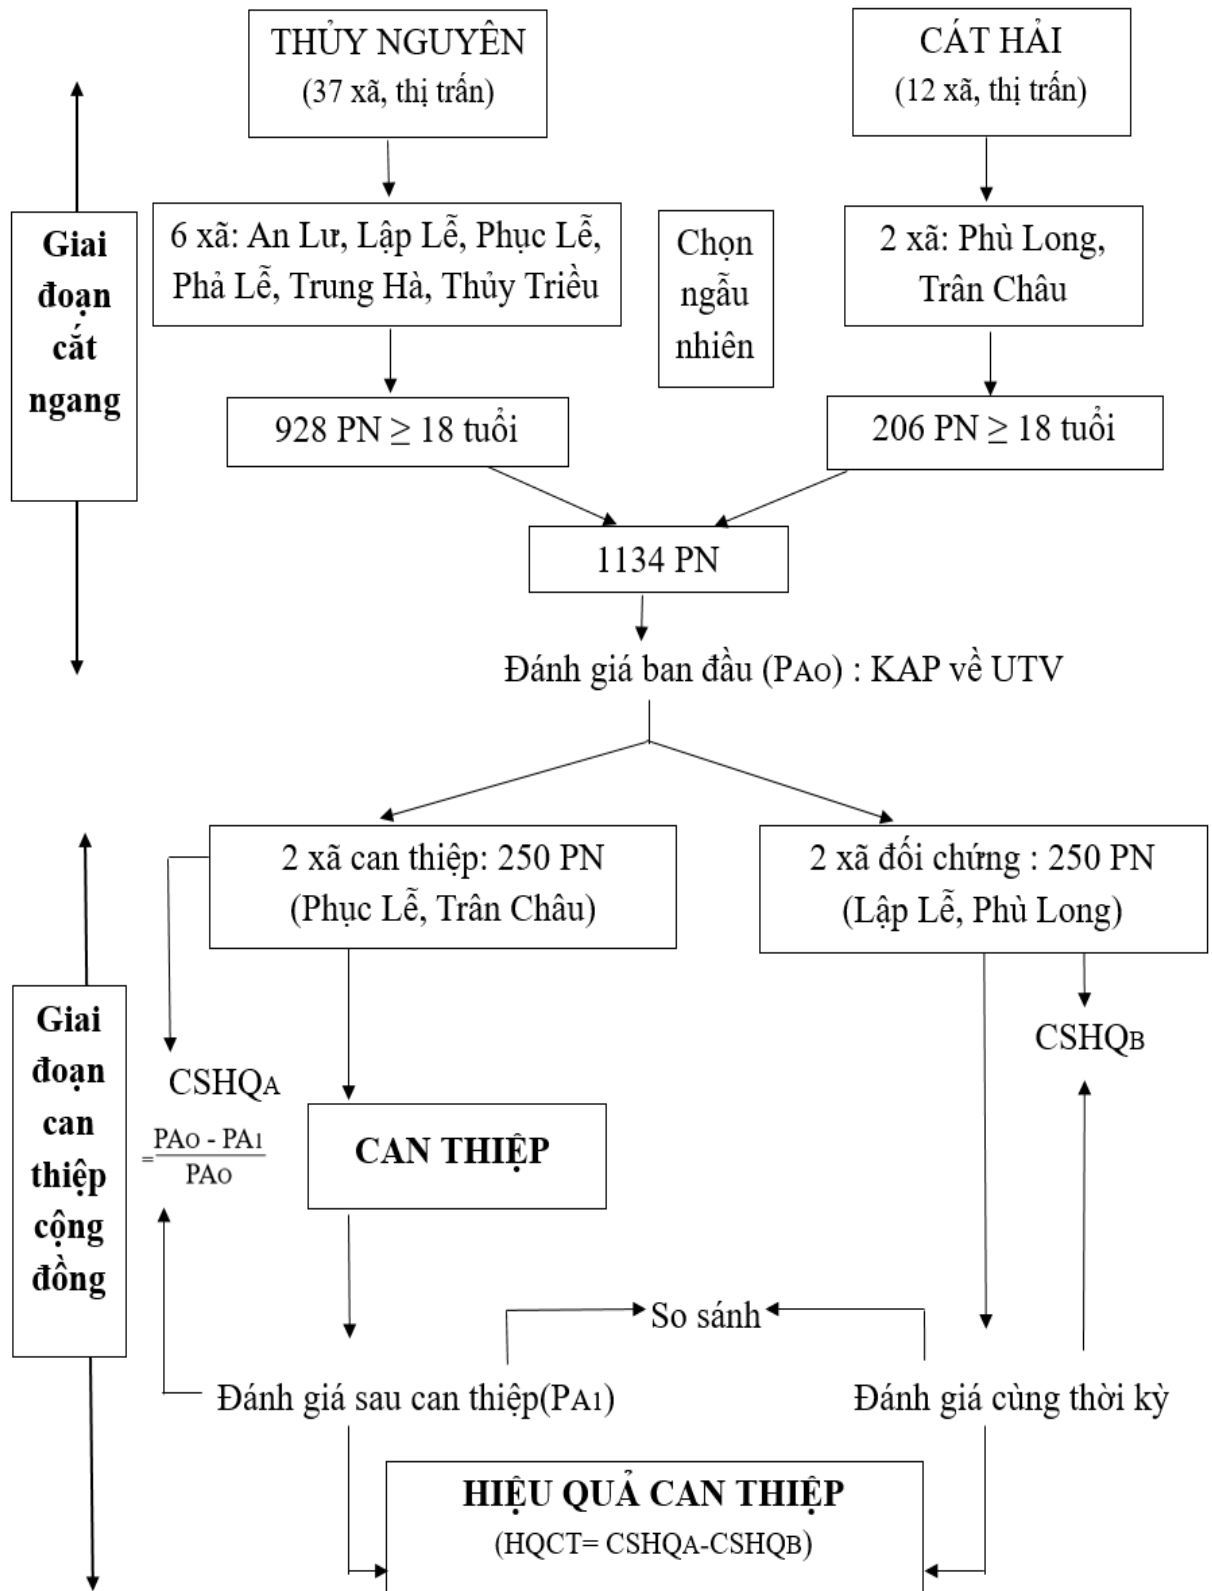 THỦY NGUYÊN
(37 xã, thị trấn)
CÁT HẢI
(12 xã, thị trấn)
Giai
đoạn
cắt
ngang
6 xã: An Lư, Lập Lễ, Phục Lễ,
Phả Lễ, Trung Hà, Thủy Triều
Chọn
ngẫu
nhiên
2 xã: Phù Long,
Trân Châu
928 PN ≥ 18 tuổi
206 PN ≥ 18 tuổi
1134 PN
Đánh giá ban đầu (PAO) : KAP về UTV
2 xã can thiệp: 250 PN
(Phục Lễ, Trân Châu)
2 xã đối chứng : 250 PN
(Lập Lễ, Phù Long)
Giai
đoạn
can
thiệp
cộng
đồng
CSHQA
=
PAO - PA1
PAO
CAN THIỆP
CSHQB
So sánh
Đánh giá sau can thiệp(PA1)
Đánh giá cùng thời kỳ
HIỆU QUẢ CAN THIỆP
(HQCT= CSHQA-CSHQB)